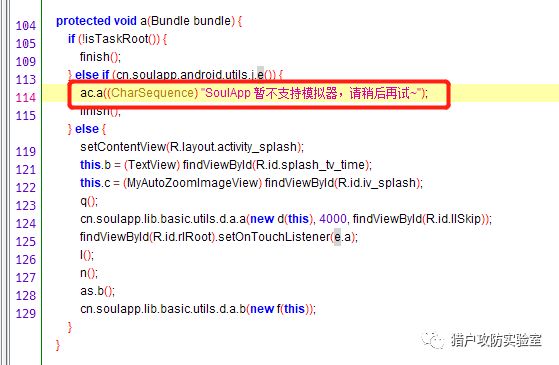 104 protected void a(Bundle bundle) {
110 if (!isTaskRoot()) {
111 finish();
113 } else if (cn.soulapp.android.utils.j.e()) {
114 ac.a((CharSequence) "SoulApp 暂不支持模拟器，请稍后再试~");
115 finish();
} else {
119 setContentView(R.layout.activity_splash);
120 this.b = (TextView) findViewById(R.id.splash_tv_time);
121 this.c = (MyAutoZoomImageView) findViewById(R.id.iv_splash);
122 q();
124 cn.soulapp.lib.basic.utils.d.a.a(new d(this), 4000, findViewById(R.id.llSkip));
125 findViewById(R.id.rlRoot).setOnTouchListener(e.a);
126 l();
127 n();
128 as.b();
129 cn.soulapp.lib.basic.utils.d.a.b(new f(this));
}
}
猎户攻防实验室